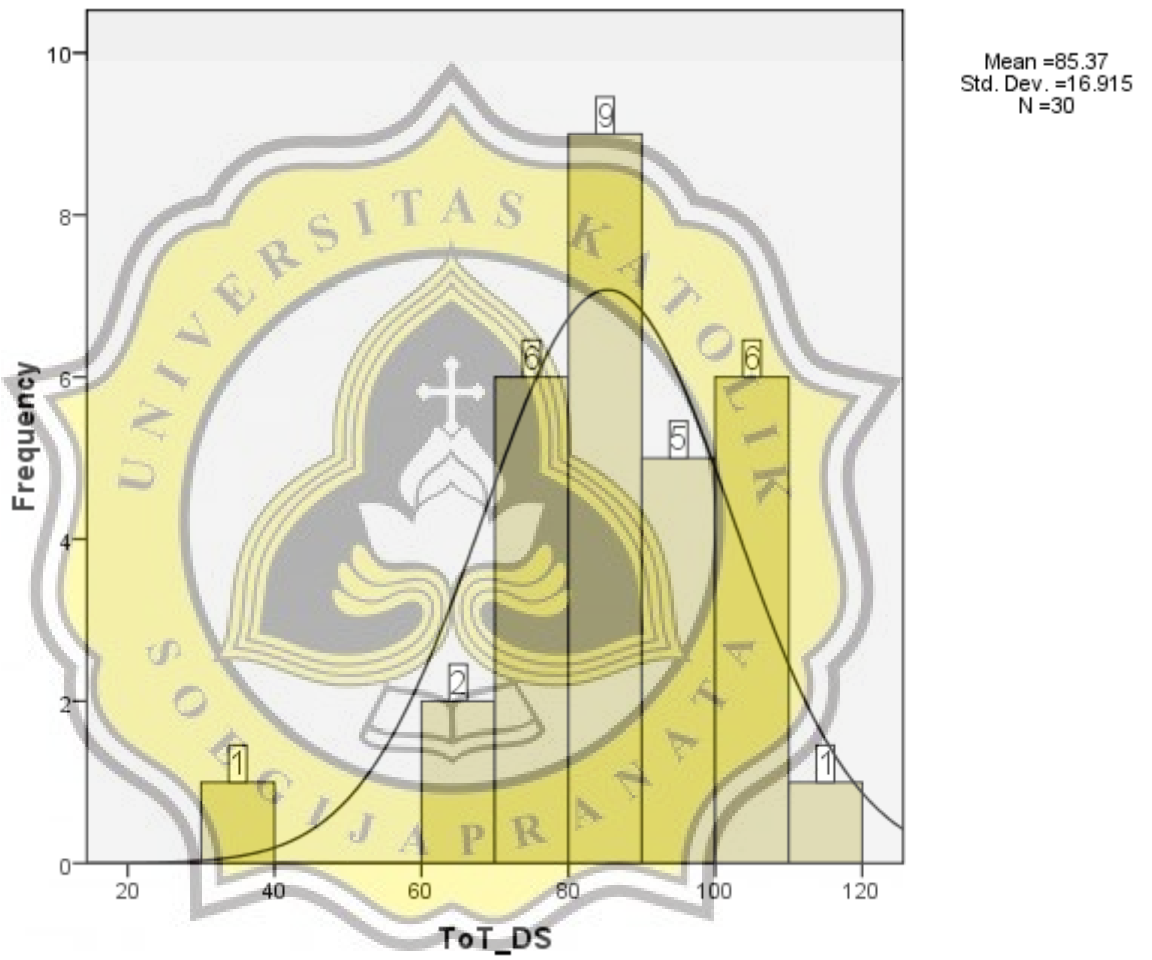 Mean =85.37
Std. Dev. =16.915
N =30
Frequency
10
8
6
4
2
0
1
2
6
9
5
6
1
20 40 60 80 100 120
ToT_DS
UNIVERSITAS KATOLIK
SOEGIJAPRANATA